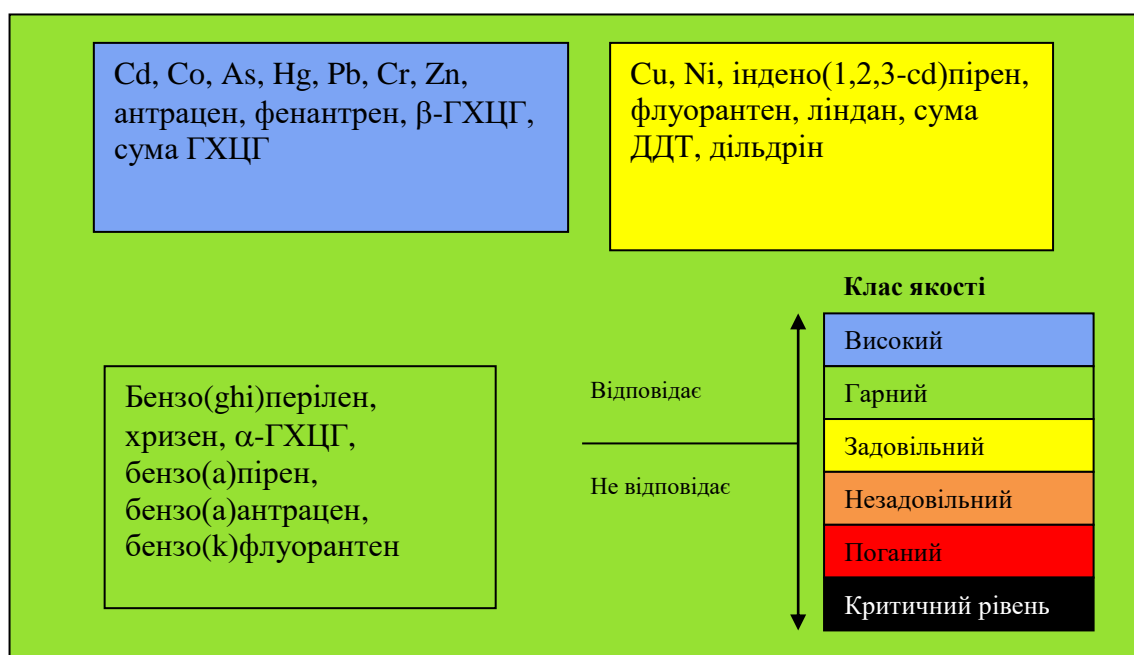 Cd, Co, As, Hg, Pb, Cr, Zn,
антрацен, фенантрен, β-ГХЦГ,
сума ГХЦГ
Cu, Ni, індено(1,2,3-cd)пірен,
флуорантен, ліндан, сума
ДДТ, дільдрін
Бензо(ghi)перілен,
хризен, α-ГХЦГ,
бензо(а)пірен,
бензо(а)антрацен,
бензо(k)флуорантен
Відповідає
Не відповідає
Клас якості
Високий
Гарний
Задовільний
Незадовільний
Поганий
Критичний рівень